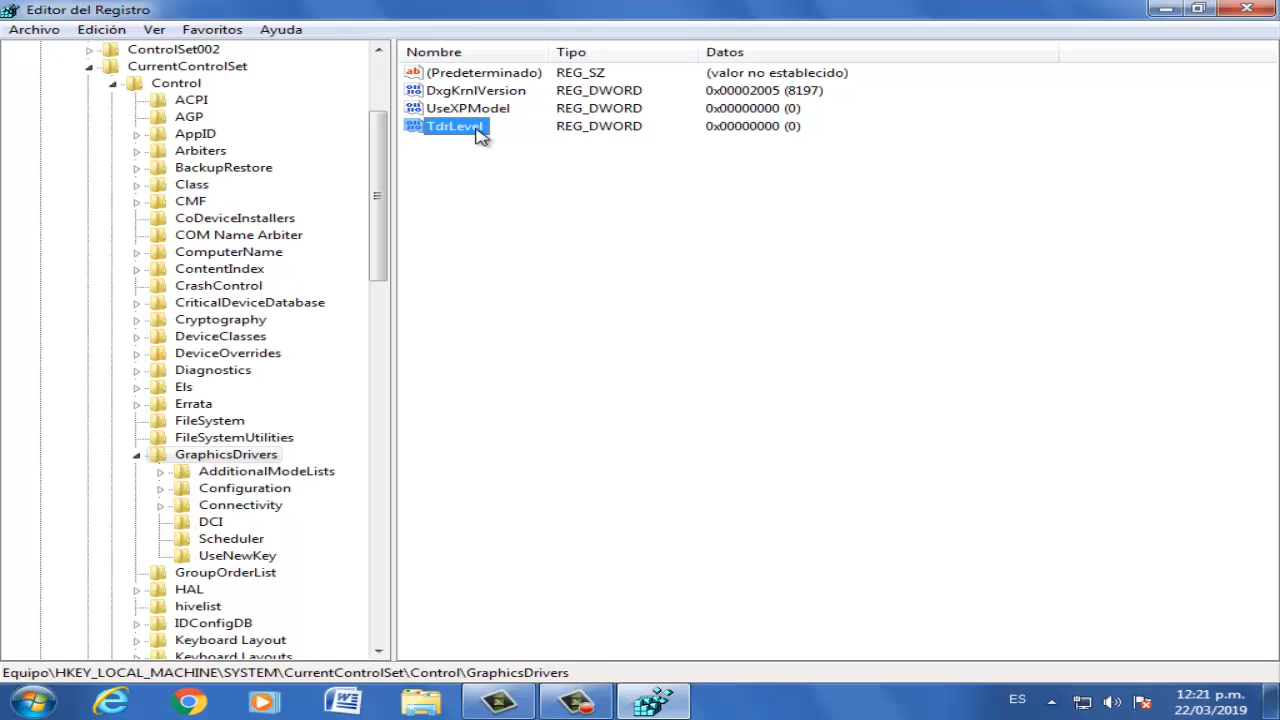 Editor del Registro
Archivo Edición Ver Favoritos Ayuda
Nombre Tipo Datos
(Predeterminado) REG_SZ (valor no establecido)
DxgKrnlVersion REG_DWORD 0x00002005 (8197)
UseXPModel REG_DWORD 0x00000000 (0)
TdrLevel REG_DWORD 0x00000000 (0)
ControlSet002
CurrentControlSet
Control
ACPI
AGP
AppID
Arbiters
BackupRestore
Class
CMF
CoDeviceInstallers
COM Name Arbiter
ComputerName
ContentIndex
CrashControl
CriticalDeviceDatabase
Cryptography
DeviceClasses
DeviceOverrides
Diagnostics
Els
Errata
FileSystem
FileSystemUtilities
GraphicsDrivers
AdditionalModeLists
Configuration
Connectivity
DCI
Scheduler
UseNewKey
GroupOrderList
HAL
hivelist
IDConfigDB
Keyboard Layout
Keyboard Layouts
Equipo\HKEY_LOCAL_MACHINE\SYSTEM\CurrentControlSet\Control\GraphicsDrivers
ES
12:21 p.m.
22/03/2019